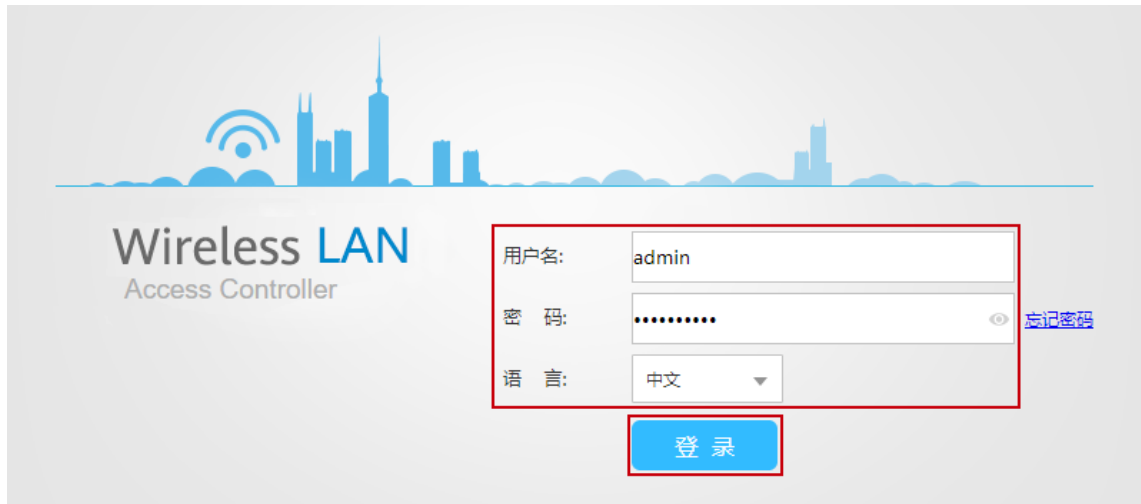 Wireless LAN
Access Controller
用户名: admin
密 码: •••••••••• 忘记密码
语 言: 中文
登 录